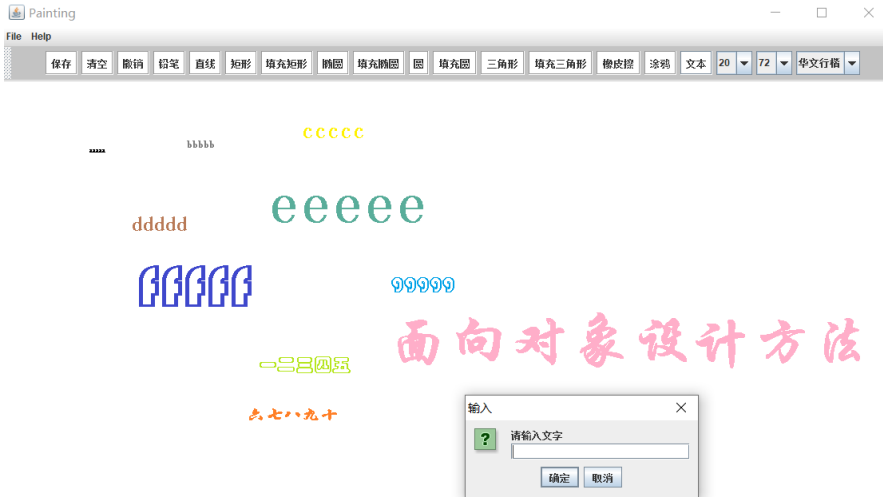 Painting
File Help
保存 清空 撤销 铅笔 直线 矩形 填充矩形 椭圆 填充椭圆 圆 填充圆 三角形 填充三角形 橡皮擦 涂鸦 文本 20 72 华文行楷
ccccc
bbbbb
eeeee
ddddd
fffff
ggggg
面向对象设计方法
一二三四五
六七八九十
输入
请输入文字
确定 取消